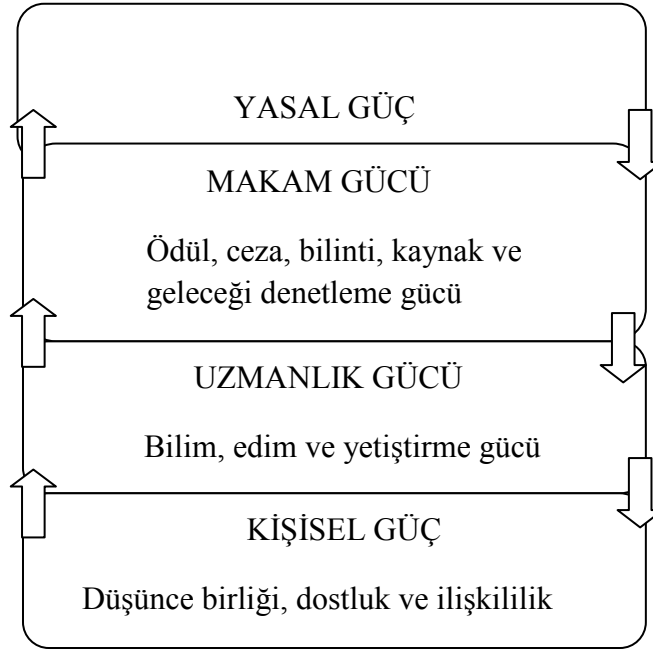 YASAL GÜÇ
MAKAM GÜCÜ
Ödül, ceza, bilinti, kaynak ve
geleceği denetleme gücü
UZMANLIK GÜCÜ
Bilim, edim ve yetiştirme gücü
KİŞİSEL GÜÇ
Düşünce birliği, dostluk ve ilişkililik